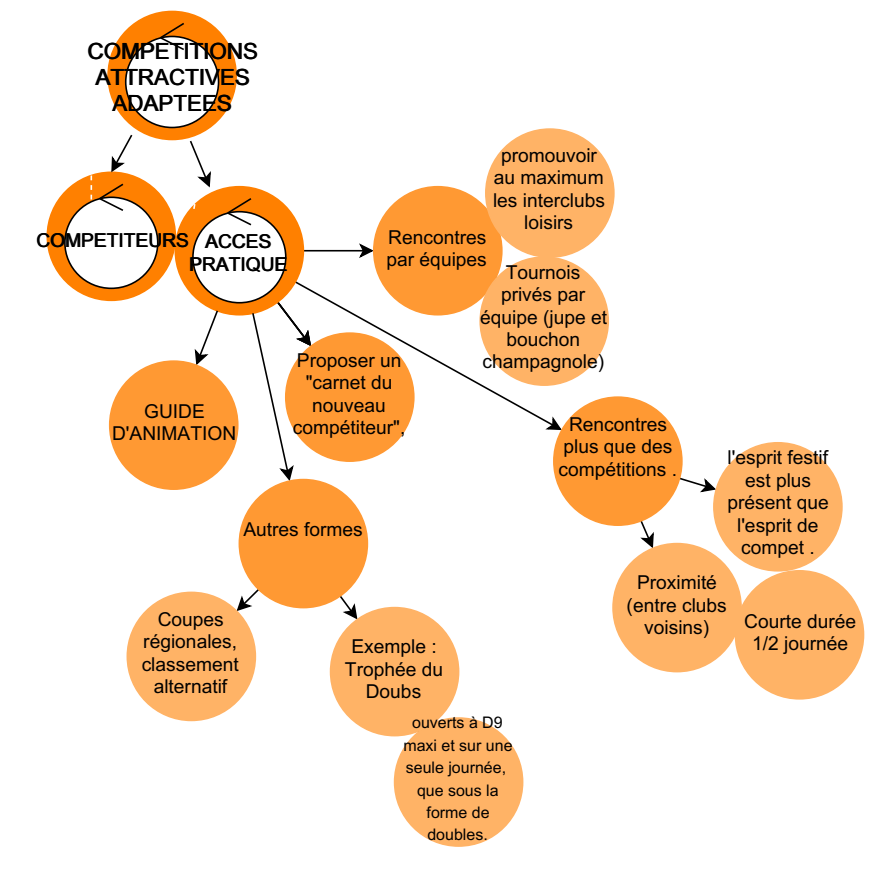 COMPETITIONS
ATTRACTIVES
ADAPTEES
COMPETITEURS
ACCES
PRATIQUE
Rencontres
par équipes
promouvoir
au maximum
les interclubs
loisirs
Tournois
privés par
équipe (jupe et
bouchon
champagnole)
GUIDE
D'ANIMATION
Proposer un
"carnet du
nouveau
compétiteur",
Rencontres
plus que des
compétitions .
l'esprit festif
est plus
présent que
l'esprit de
compet .
Proximité
(entre clubs
voisins)
Courte durée
1/2 journée
Autres formes
Coupes
régionales,
classement
alternatif
Exemple :
Trophée du
Doubs
ouverts à D9
maxi et sur une
seule journée,
que sous la
forme de
doubles.